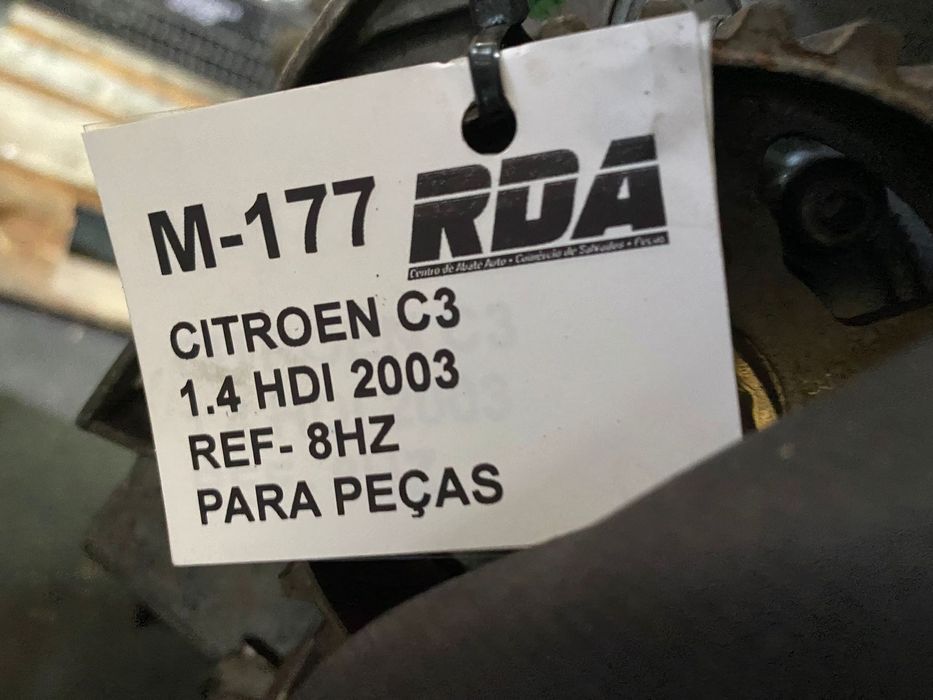 M-177
RDA
Centro de Abate Auto • Comércio de Salvados • Peças
CITROEN C3
1.4 HDI 2003
REF- 8HZ
PARA PEÇAS